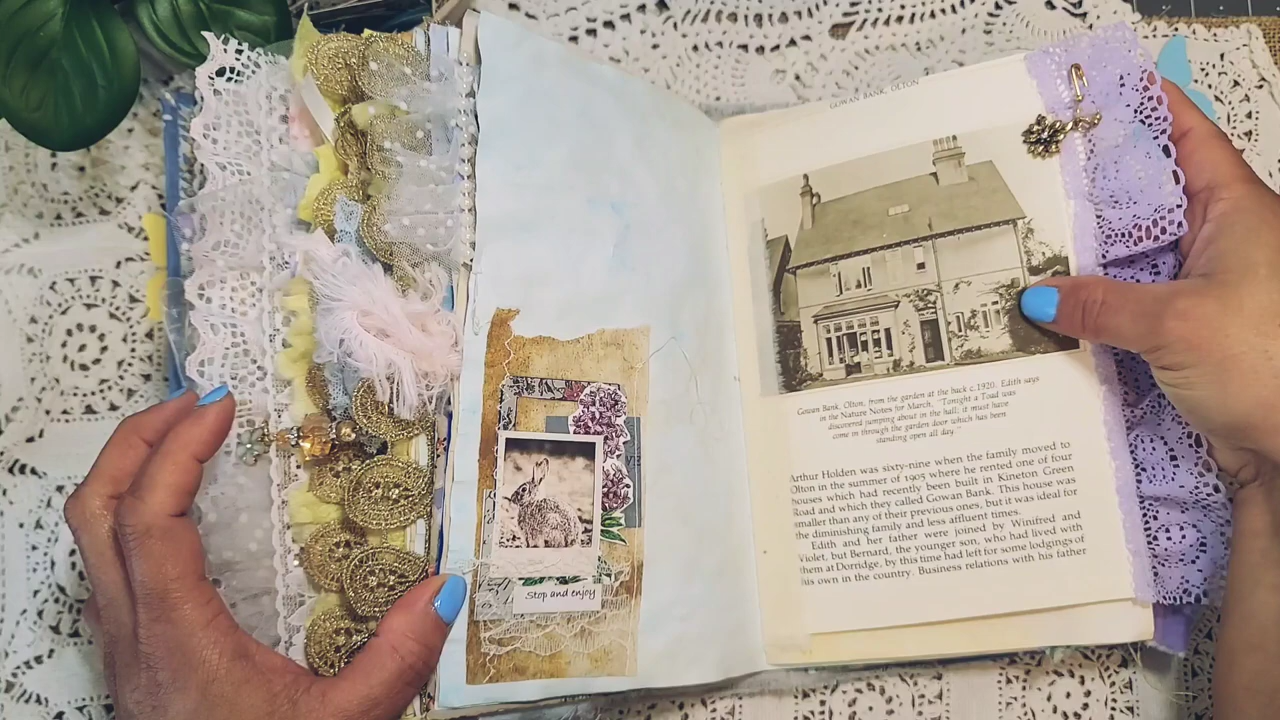 Stop and enjoy
GOWAN BANK, OLTON
Gowan Bank, Olton, from the garden at the back c.1920. Edith says
in the Nature Notes for March, "Tonight a Toad was
discovered jumping about in the hall; it must have
come in through the garden door which has been
standing open all day"
Arthur Holden was sixty-nine when the family moved to
Olton in the summer of 1905 where he rented one of four
houses which had recently been built in Kineton Green
Road and which they called Gowan Bank. This house was
smaller than any of their previous ones, but it was ideal for
the diminishing family and less affluent times.
Edith and her father were joined by Winifred and
Violet, but Bernard, the younger son, who had lived with
them at Dorridge, by this time had left for some lodgings of
his own in the country. Business relations with his father